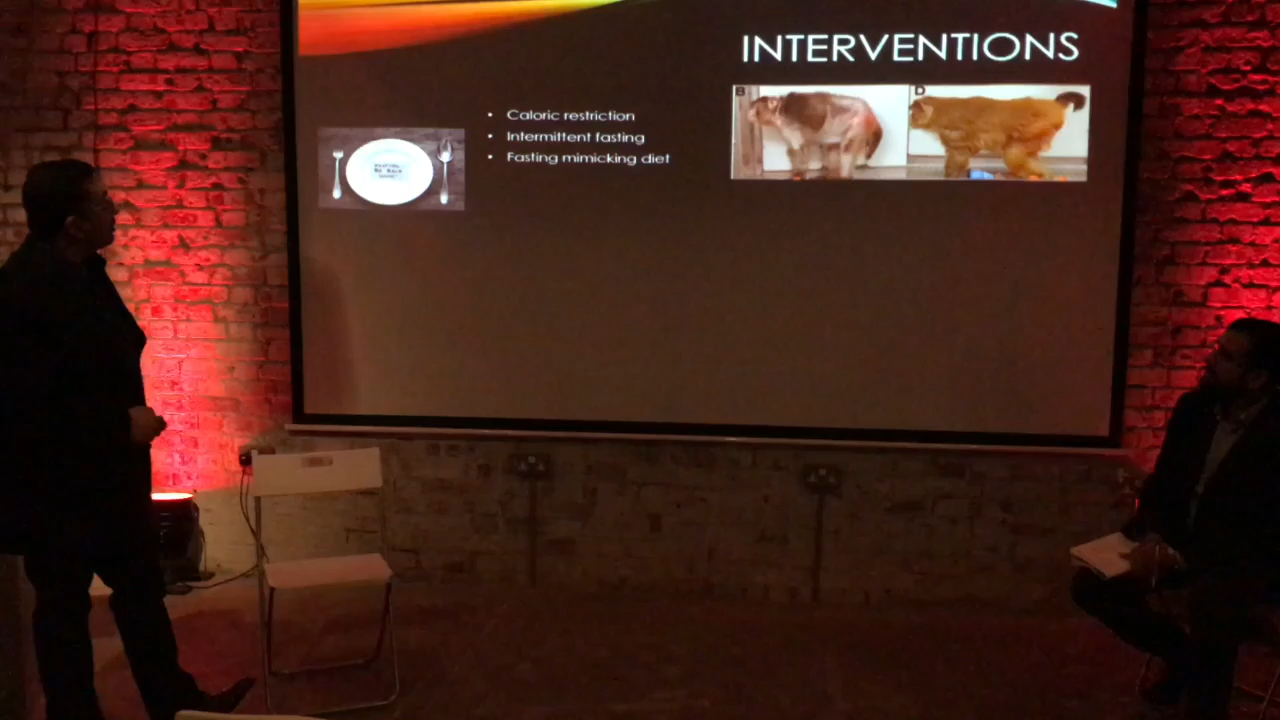 INTERVENTIONS
• Caloric restriction
• Intermittent fasting
• Fasting mimicking diet
B
D